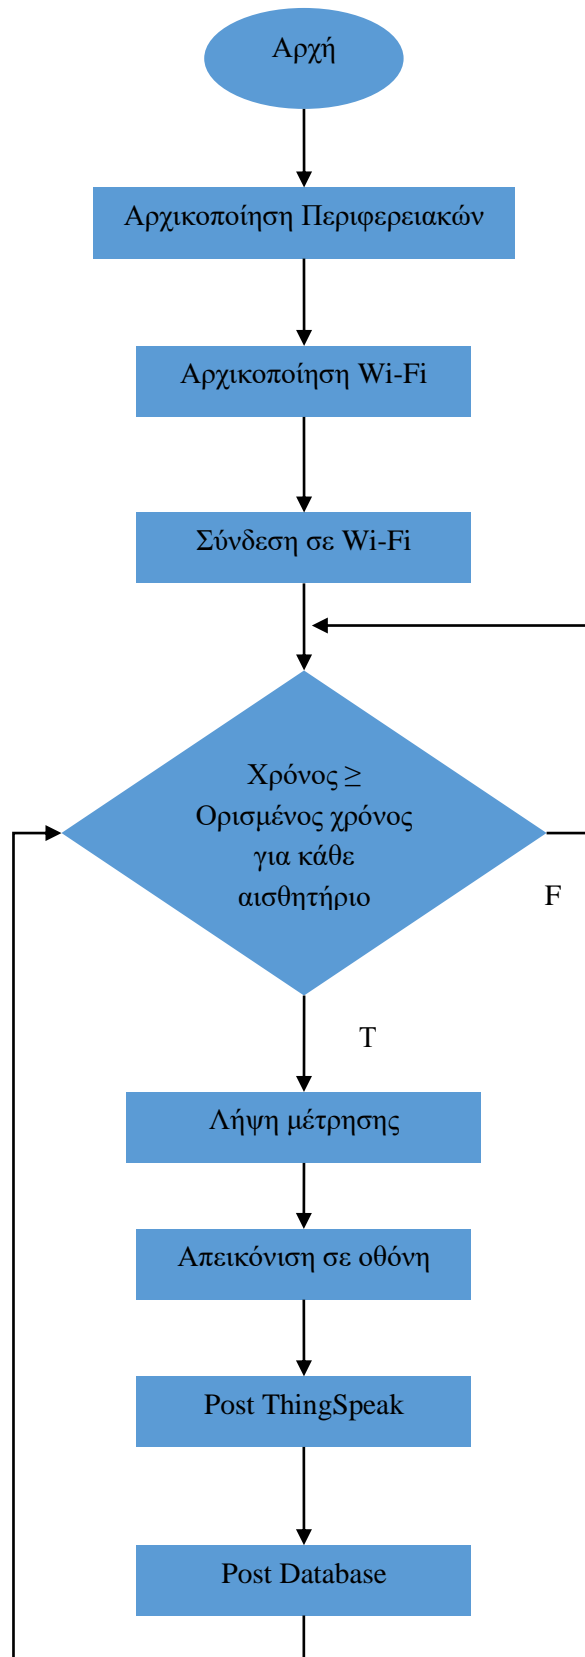 Αρχή
Αρχικοποίηση Περιφερειακών
Αρχικοποίηση Wi-Fi
Σύνδεση σε Wi-Fi
Χρόνος ≥
Ορισμένος χρόνος
για κάθε
αισθητήριο
F
T
Λήψη μέτρησης
Απεικόνιση σε οθόνη
Post ThingSpeak
Post Database